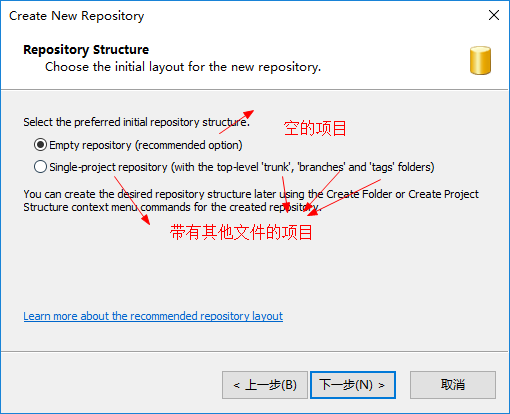 Create New Repository
Repository Structure
Choose the initial layout for the new repository.
Select the preferred initial repository structure.
空的项目
Empty repository (recommended option)
Single-project repository (with the top-level 'trunk', 'branches' and 'tags' folders)
You can create the desired repository structure later using the Create Folder or Create Project
Structure context menu commands for the created repository.
带有其他文件的项目
Learn more about the recommended repository layout
< 上一步(B)
下一步(N) >
取消